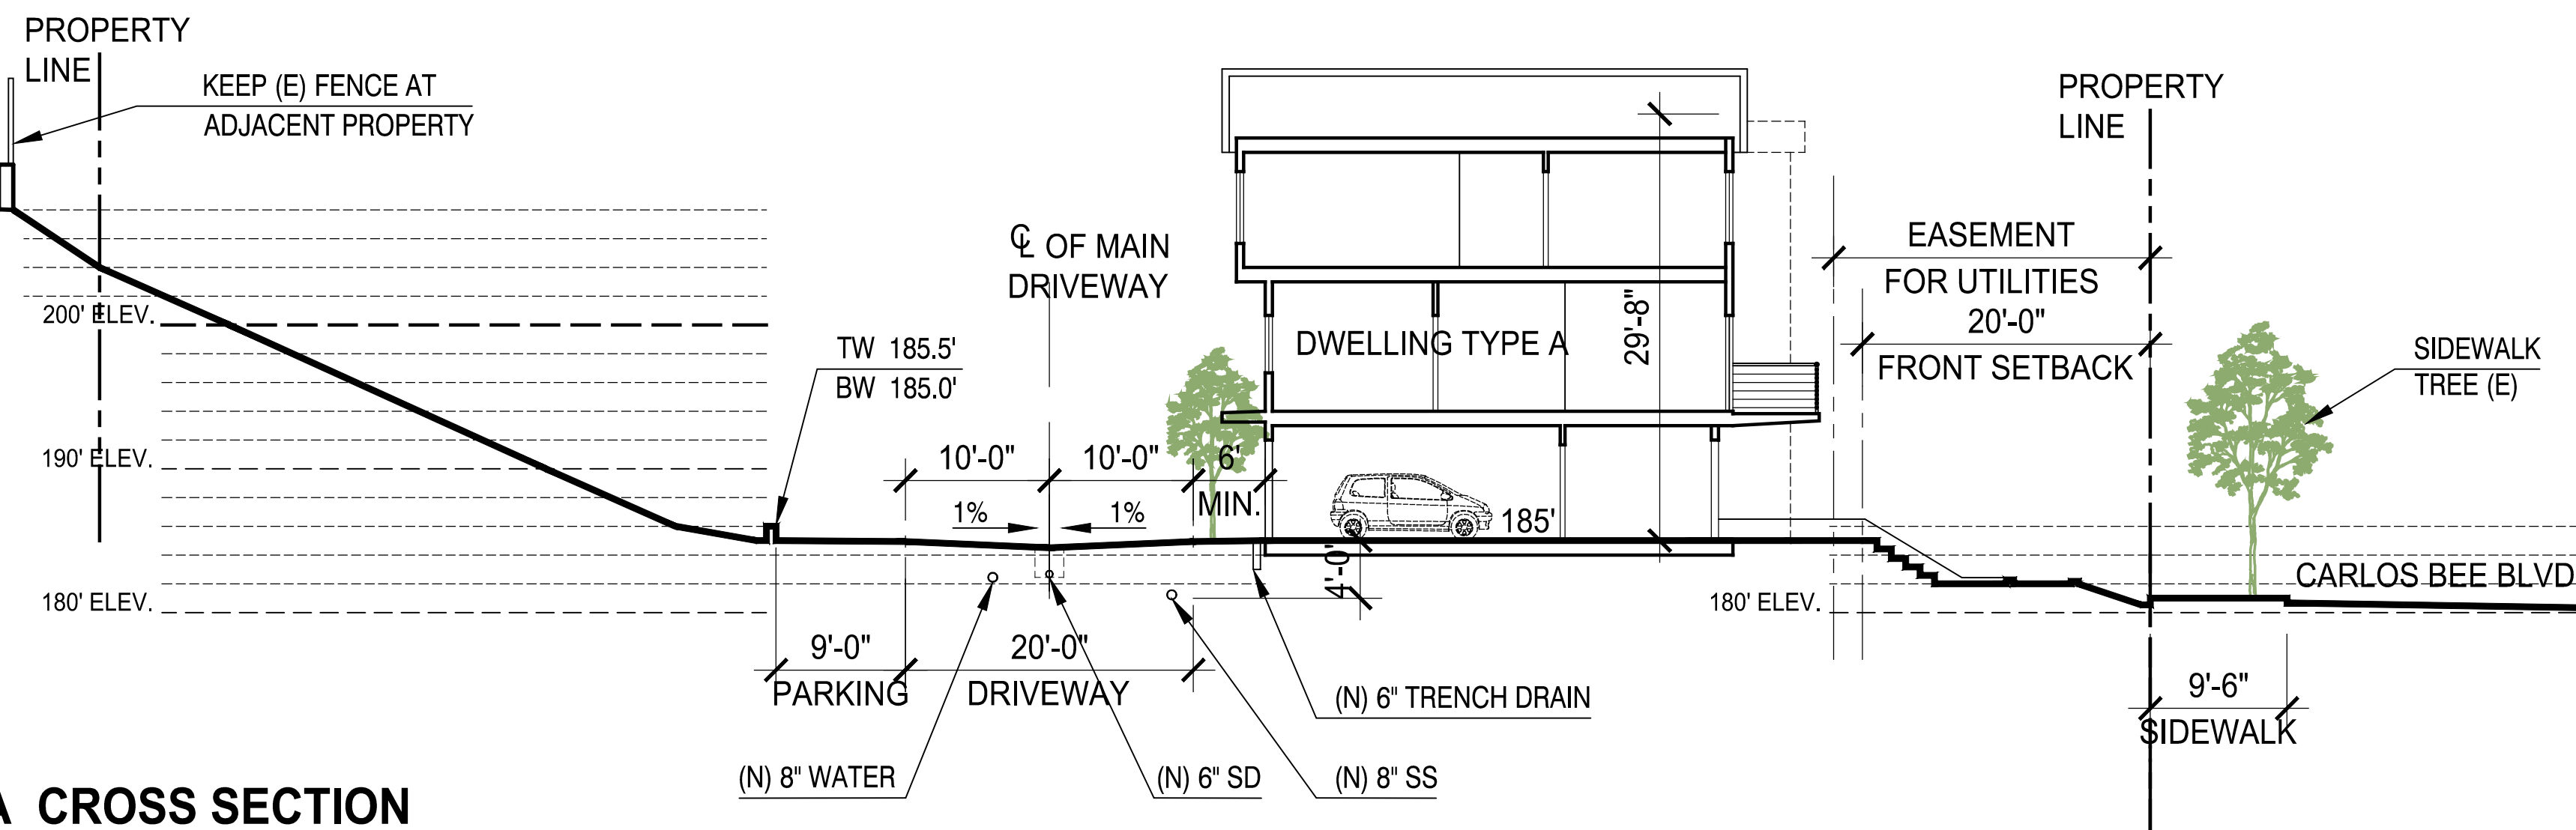 PROPERTY
LINE
KEEP (E) FENCE AT
ADJACENT PROPERTY
200' ELEV.
190' ELEV.
180' ELEV.
TW 185.5'
BW 185.0'
℄ OF MAIN
DRIVEWAY
10'-0"
10'-0"
6'
MIN.
1%
1%
9'-0"
PARKING
20'-0"
DRIVEWAY
(N) 8" WATER
(N) 6" SD
(N) 8" SS
(N) 6" TRENCH DRAIN
DWELLING TYPE A
29'-8"
185'
4'-0"
PROPERTY
LINE
EASEMENT
FOR UTILITIES
20'-0"
FRONT SETBACK
SIDEWALK
TREE (E)
180' ELEV.
CARLOS BEE BLVD
9'-6"
SIDEWALK
A CROSS SECTION